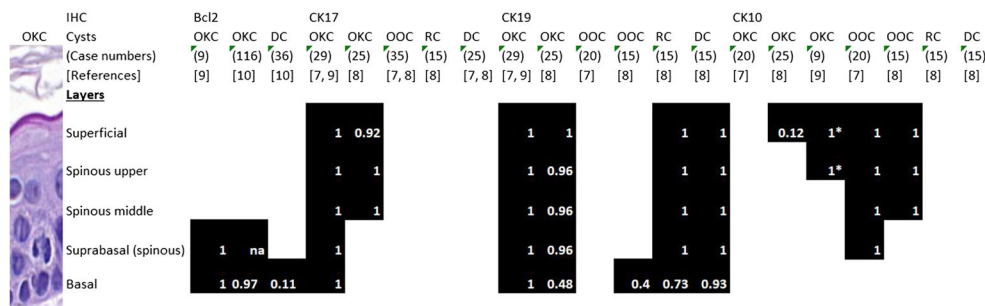 IHC Bcl2 CK17 CK19 CK10
OKC Cysts OKC OKC DC OKC OKC OOC RC DC OKC OKC OOC OOC RC DC OKC OKC OKC OOC OOC RC DC
(Case numbers) (9) (116) (36) (29) (25) (35) (15) (25) (29) (25) (20) (15) (15) (15) (20) (25) (9) (20) (15) (15) (15)
[References] [9] [10] [10] [7, 9] [8] [7, 8] [8] [7, 8] [7, 9] [8] [7] [8] [8] [8] [7] [8] [9] [7] [8] [8] [8]
Layers
Superficial 1 0.92 1 1 1 1 0.12 1* 1 1
Spinous upper 1 1 1 0.96 1 1 1* 1 1
Spinous middle 1 1 1 0.96 1 1 1 1
Suprabasal (spinous) 1 na 1 1 0.96 1 1 1
Basal 1 0.97 0.11 1 1 0.48 0.4 0.73 0.93